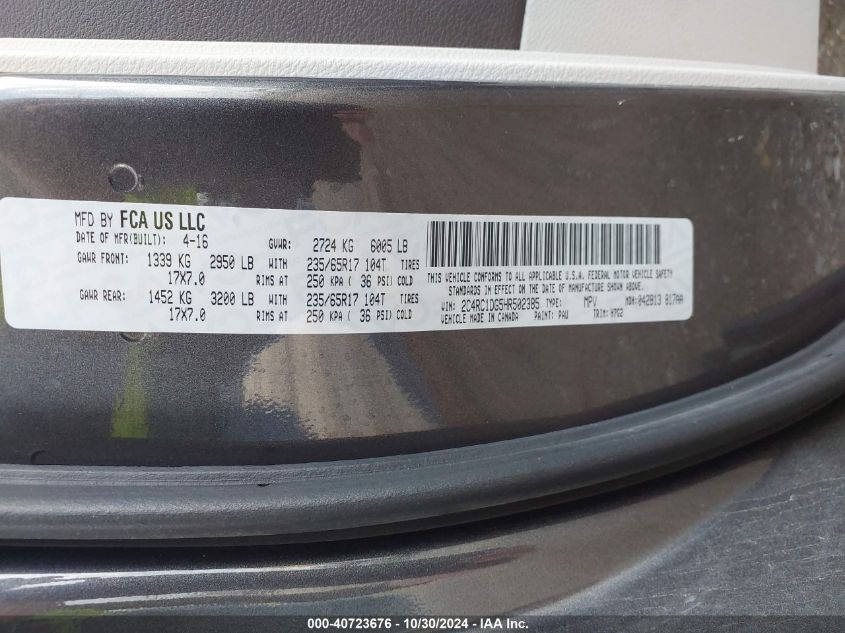 MFD BY FCA US LLC
DATE OF MFR(BUILT): 4-16 GVWR: 2724 KG 6005 LB
GAWR FRONT: 1339 KG 2950 LB WITH 235/65R17 104T TIRES
17X7.0 RIMS AT 250 KPA ( 36 PSI) COLD
GAWR REAR: 1452 KG 3200 LB WITH 235/65R17 104T TIRES
17X7.0 RIMS AT 250 KPA ( 36 PSI) COLD
THIS VEHICLE CONFORMS TO ALL APPLICABLE U.S.A. FEDERAL MOTOR VEHICLE SAFETY
STANDARDS IN EFFECT ON THE DATE OF MANUFACTURE SHOWN ABOVE.
VIN: 2C4RC1DG5HR502385 TYPE: MPV MDH: 042813 817AA
VEHICLE MADE IN CANADA PAINT: PAU TRIM: H7G2
000-40723676 - 10/30/2024 - IAA Inc.